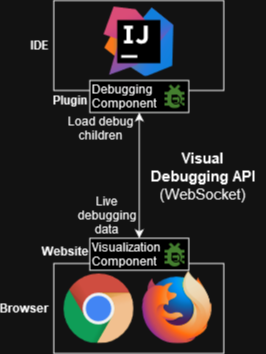 IDE
IJ
Plugin
Debugging
Component
Load debug
children
Visual
Debugging API
(WebSocket)
Live
debugging
data
Website
Visualization
Component
Browser